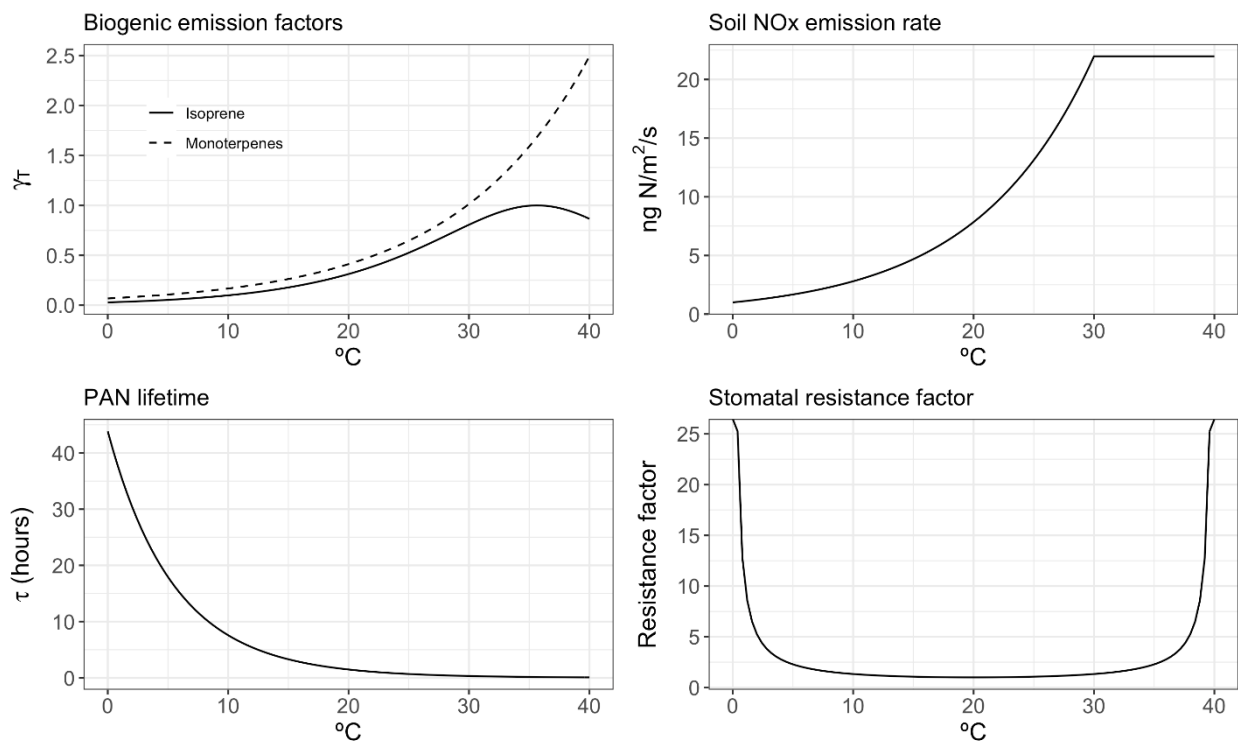 Biogenic emission factors
2.5
2.0
1.5
1.0
0.5
0.0
γT
Isoprene
Monoterpenes
0 10 20 30 40
ºC
Soil NOx emission rate
20
15
10
5
0
ng N/m²/s
0 10 20 30 40
ºC
PAN lifetime
40
30
20
10
0
τ (hours)
0 10 20 30 40
ºC
Stomatal resistance factor
25
20
15
10
5
0
Resistance factor
0 10 20 30 40
ºC